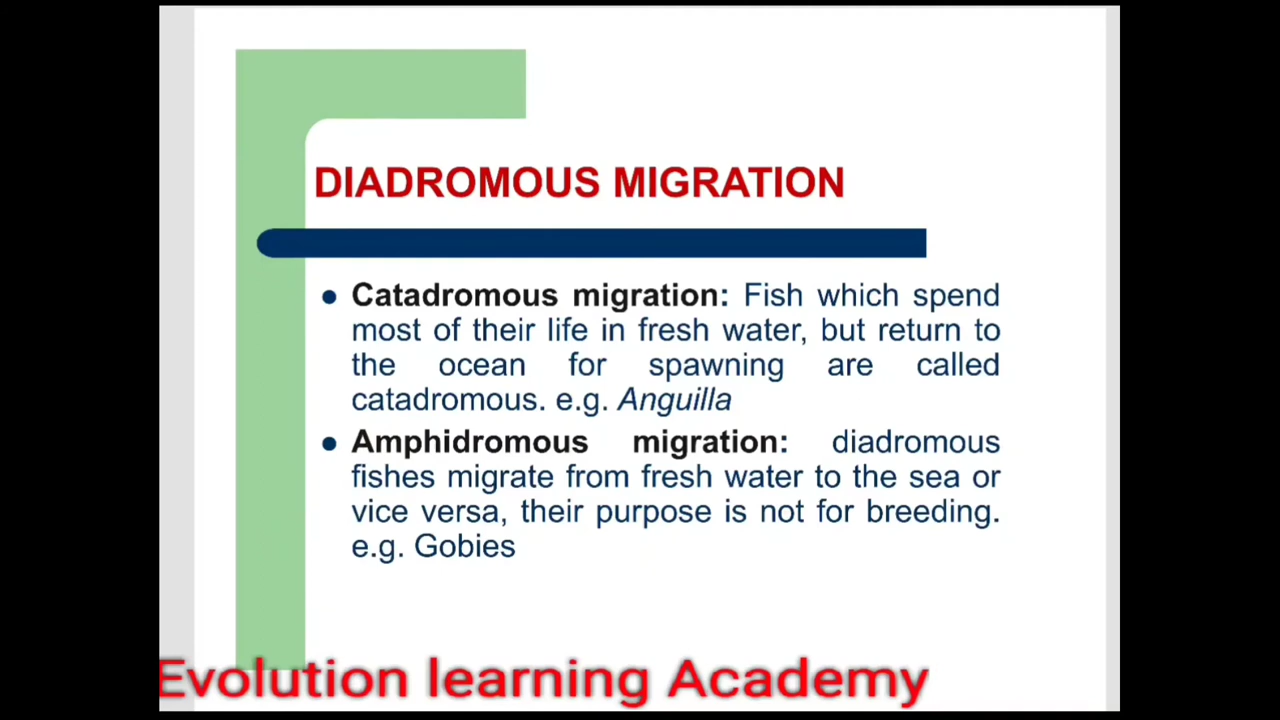 DIADROMOUS MIGRATION
● Catadromous migration: Fish which spend
most of their life in fresh water, but return to
the ocean for spawning are called
catadromous. e.g. Anguilla
● Amphidromous migration: diadromous
fishes migrate from fresh water to the sea or
vice versa, their purpose is not for breeding.
e.g. Gobies
Evolution learning Academy